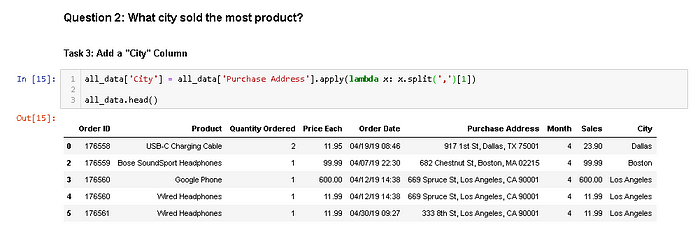 Question 2: What city sold the most product?
Task 3: Add a "City" Column
In [15]: 1 all_data['City'] = all_data['Purchase Address'].apply(lambda x: x.split(',')[1])
2
3 all_data.head()
Out[15]:
Order ID Product Quantity Ordered Price Each Order Date Purchase Address Month Sales City
0 176558 USB-C Charging Cable 2 11.95 04/19/19 08:46 917 1st St, Dallas, TX 75001 4 23.90 Dallas
2 176559 Bose SoundSport Headphones 1 99.99 04/07/19 22:30 682 Chestnut St, Boston, MA 02215 4 99.99 Boston
3 176560 Google Phone 1 600.00 04/12/19 14:38 669 Spruce St, Los Angeles, CA 90001 4 600.00 Los Angeles
4 176560 Wired Headphones 1 11.99 04/12/19 14:38 669 Spruce St, Los Angeles, CA 90001 4 11.99 Los Angeles
5 176561 Wired Headphones 1 11.99 04/30/19 09:27 333 8th St, Los Angeles, CA 90001 4 11.99 Los Angeles